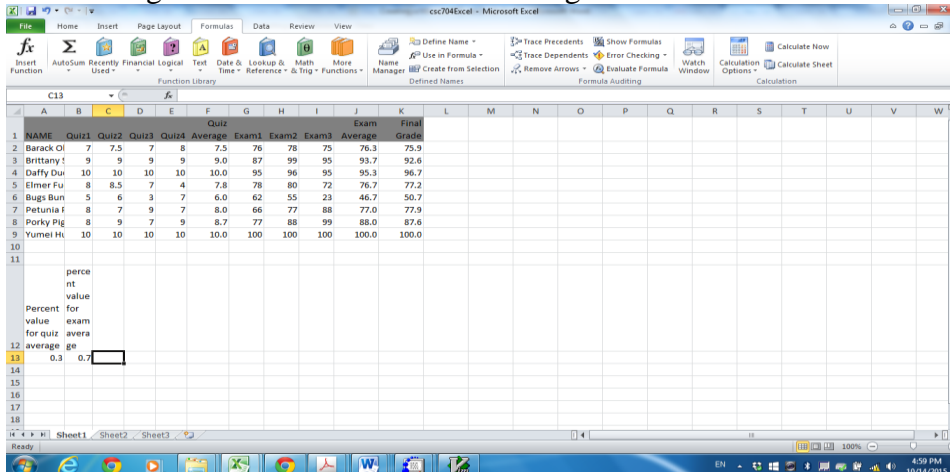 csc704Excel - Microsoft Excel
File Home Insert Page Layout Formulas Data Review View
Insert Function
AutoSum
Recently Used
Financial
Logical
Text
Date & Time
Lookup & Reference
Math & Trig
More Functions
Function Library
Name Manager
Define Name
Use in Formula
Create from Selection
Defined Names
Trace Precedents
Trace Dependents
Remove Arrows
Show Formulas
Error Checking
Evaluate Formula
Formula Auditing
Watch Window
Calculation Options
Calculate Now
Calculate Sheet
Calculation
C13 fx
A B C D E F G H I J K L M N O P Q R S T U V W
1 NAME Quiz1 Quiz2 Quiz3 Quiz4 Quiz Average Exam1 Exam2 Exam3 Exam Average Final Grade
2 Barack Ol 7 7.5 7 8 7.5 76 78 75 76.3 75.9
3 Brittany 9 9 9 9 9.0 87 99 95 93.7 92.6
4 Daffy Du 10 10 10 10 10.0 95 96 95 95.3 96.7
5 Elmer Fu 8 8.5 7 4 7.8 78 80 72 76.7 77.2
6 Bugs Bun 5 6 3 7 6.0 62 55 23 46.7 50.7
7 Petunia 8 7 9 7 8.0 66 77 88 77.0 77.9
8 Porky Pig 8 9 7 9 8.7 77 88 99 88.0 87.6
9 Yumei Hu 10 10 10 10 10.0 100 100 100 100.0 100.0
10
11
12 Percent value for quiz average
perce
nt
value
for
exam
avera
ge
13 0.3 0.7
14
15
16
17
18
Sheet1 Sheet2 Sheet3
Ready 100%
EN 4:59 PM
10/14/2015